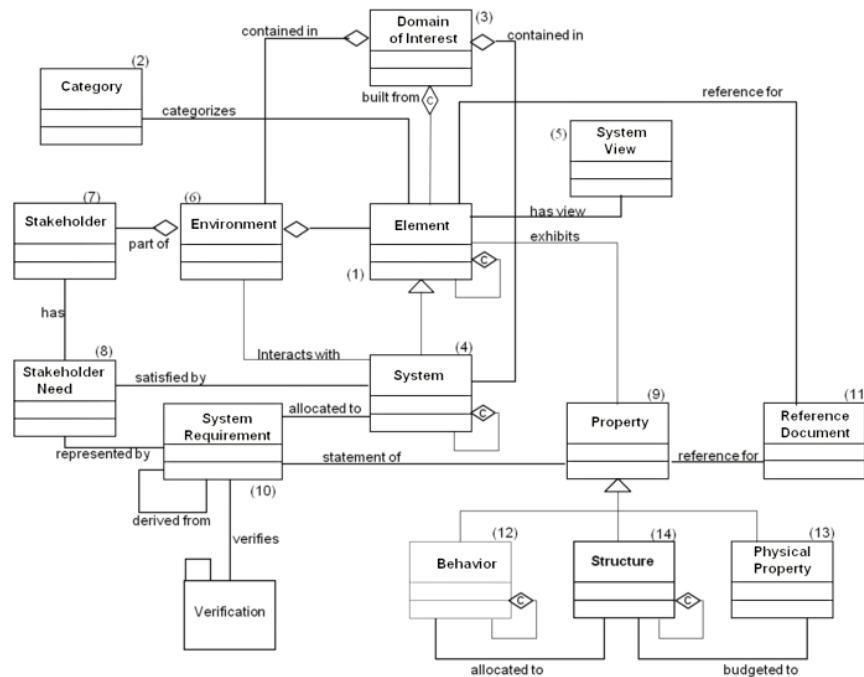 (3)
Domain
of Interest
contained in
contained in
(2)
Category
built from
C
reference for
categorizes
(5)
System
View
(7)
Stakeholder
(6)
Environment
Element
has view
part of
exhibits
C
(1)
has
(8)
Interacts with
(4)
Stakeholder
Need
satisfied by
System
System
Requirement
allocated to
C
(9)
Property
(11)
Reference
Document
represented by
statement of
reference for
(10)
derived from
verifies
(12)
Behavior
(14)
Structure
(13)
Physical
Property
C
C
Verification
allocated to
budgeted to